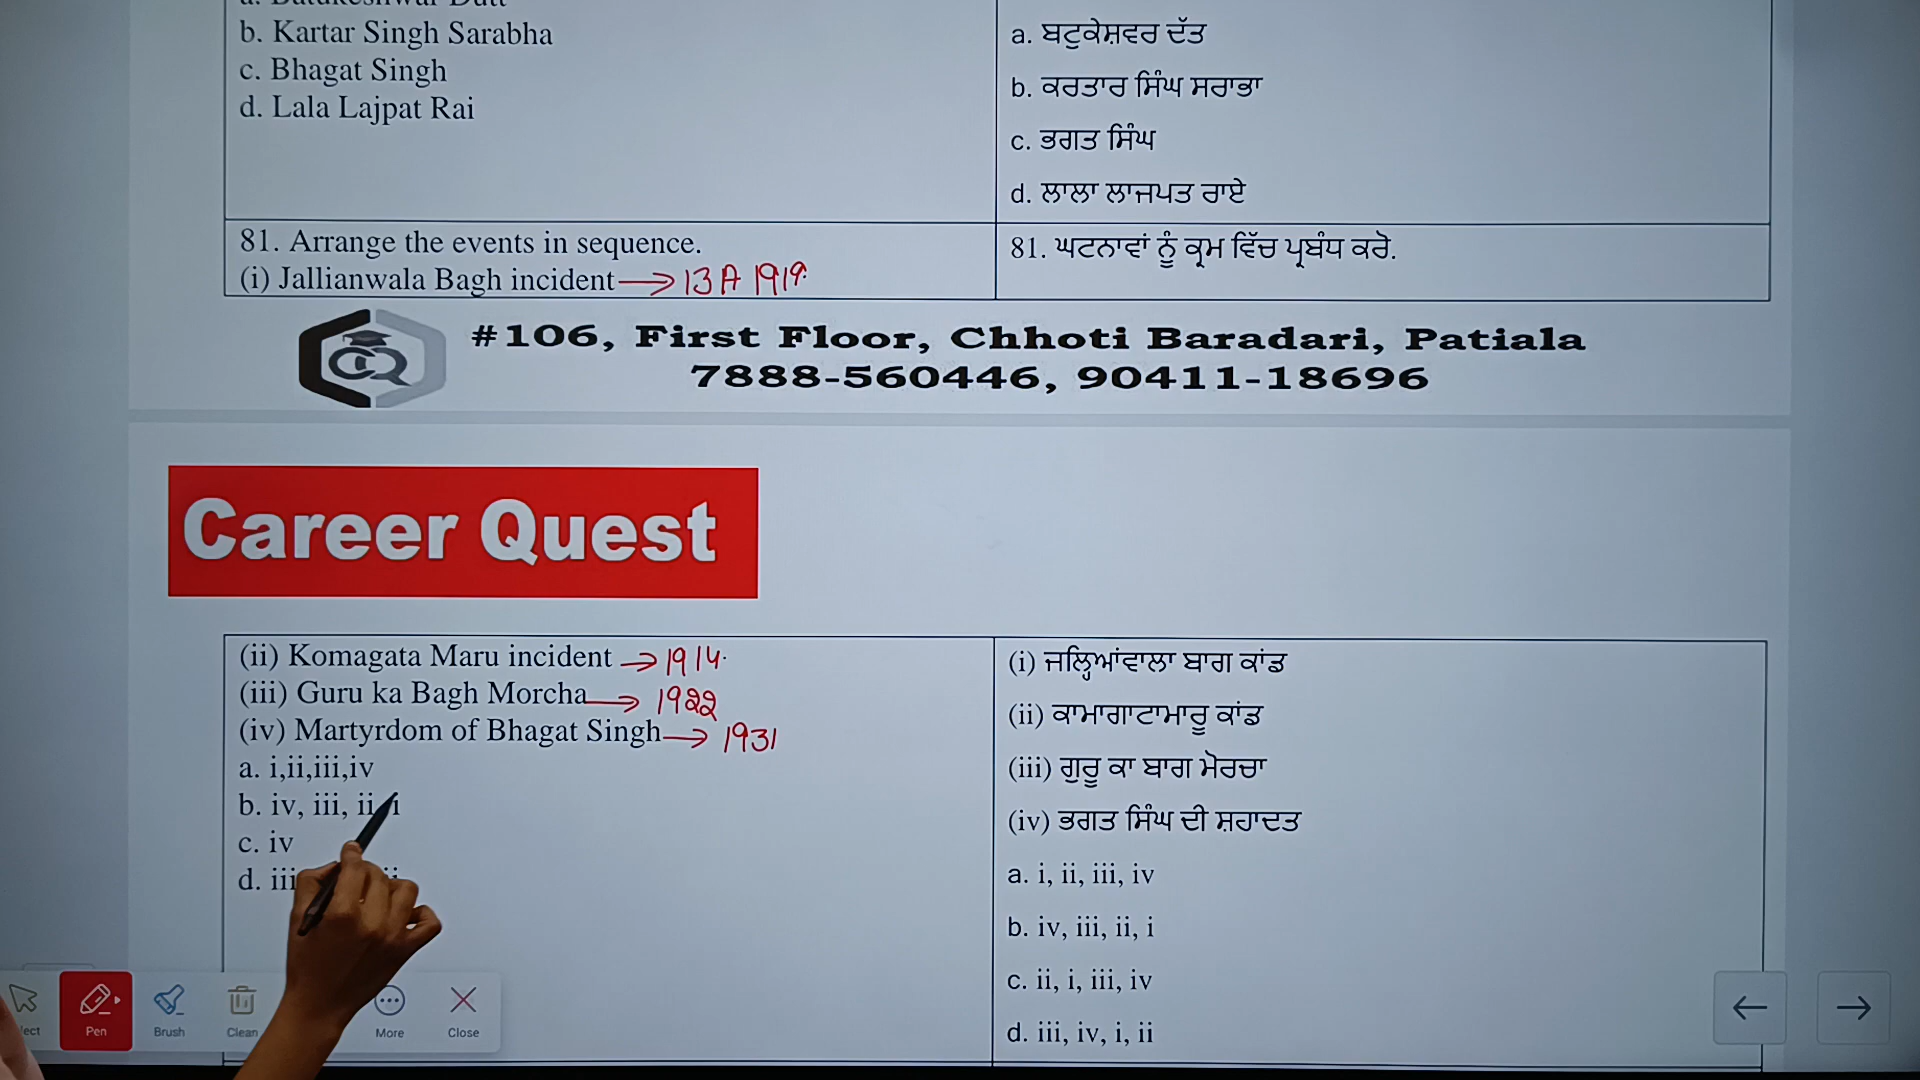 b. Kartar Singh Sarabha
c. Bhagat Singh
d. Lala Lajpat Rai
a. ਬਟੁਕੇਸ਼ਵਰ ਦੱਤ
b. ਕਰਤਾਰ ਸਿੰਘ ਸਰਾਭਾ
c. ਭਗਤ ਸਿੰਘ
d. ਲਾਲਾ ਲਾਜਪਤ ਰਾਏ
81. Arrange the events in sequence.
(i) Jallianwala Bagh incident → 13 A 1919.
81. ਘਟਨਾਵਾਂ ਨੂੰ ਕ੍ਰਮ ਵਿੱਚ ਪ੍ਰਬੰਧ ਕਰੋ.
CQ
#106, First Floor, Chhoti Baradari, Patiala
7888-560446, 90411-18696
Career Quest
(ii) Komagata Maru incident → 1914.
(iii) Guru ka Bagh Morcha → 1922
(iv) Martyrdom of Bhagat Singh → 1931
a. i,ii,iii,iv
b. iv, iii, ii, i
c. iv
d. iii
(i) ਜਲ੍ਹਿਆਂਵਾਲਾ ਬਾਗ ਕਾਂਡ
(ii) ਕਾਮਾਗਾਟਾਮਾਰੂ ਕਾਂਡ
(iii) ਗੁਰੂ ਕਾ ਬਾਗ ਮੋਰਚਾ
(iv) ਭਗਤ ਸਿੰਘ ਦੀ ਸ਼ਹਾਦਤ
a. i, ii, iii, iv
b. iv, iii, ii, i
c. ii, i, iii, iv
d. iii, iv, i, ii
Pen
Brush
Clean
More
Close